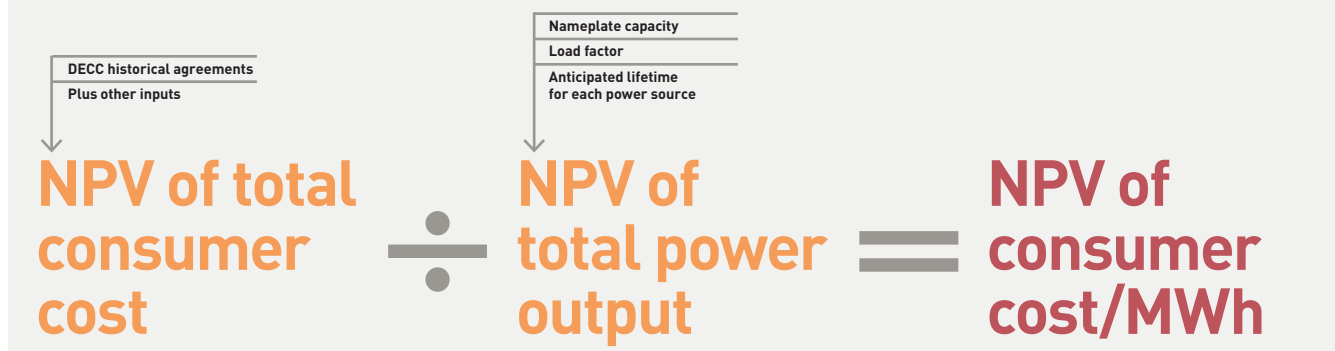 DECC historical agreements
Plus other inputs
NPV of total
consumer
cost
÷
Nameplate capacity
Load factor
Anticipated lifetime
for each power source
NPV of
total power
output
=
NPV of
consumer
cost/MWh